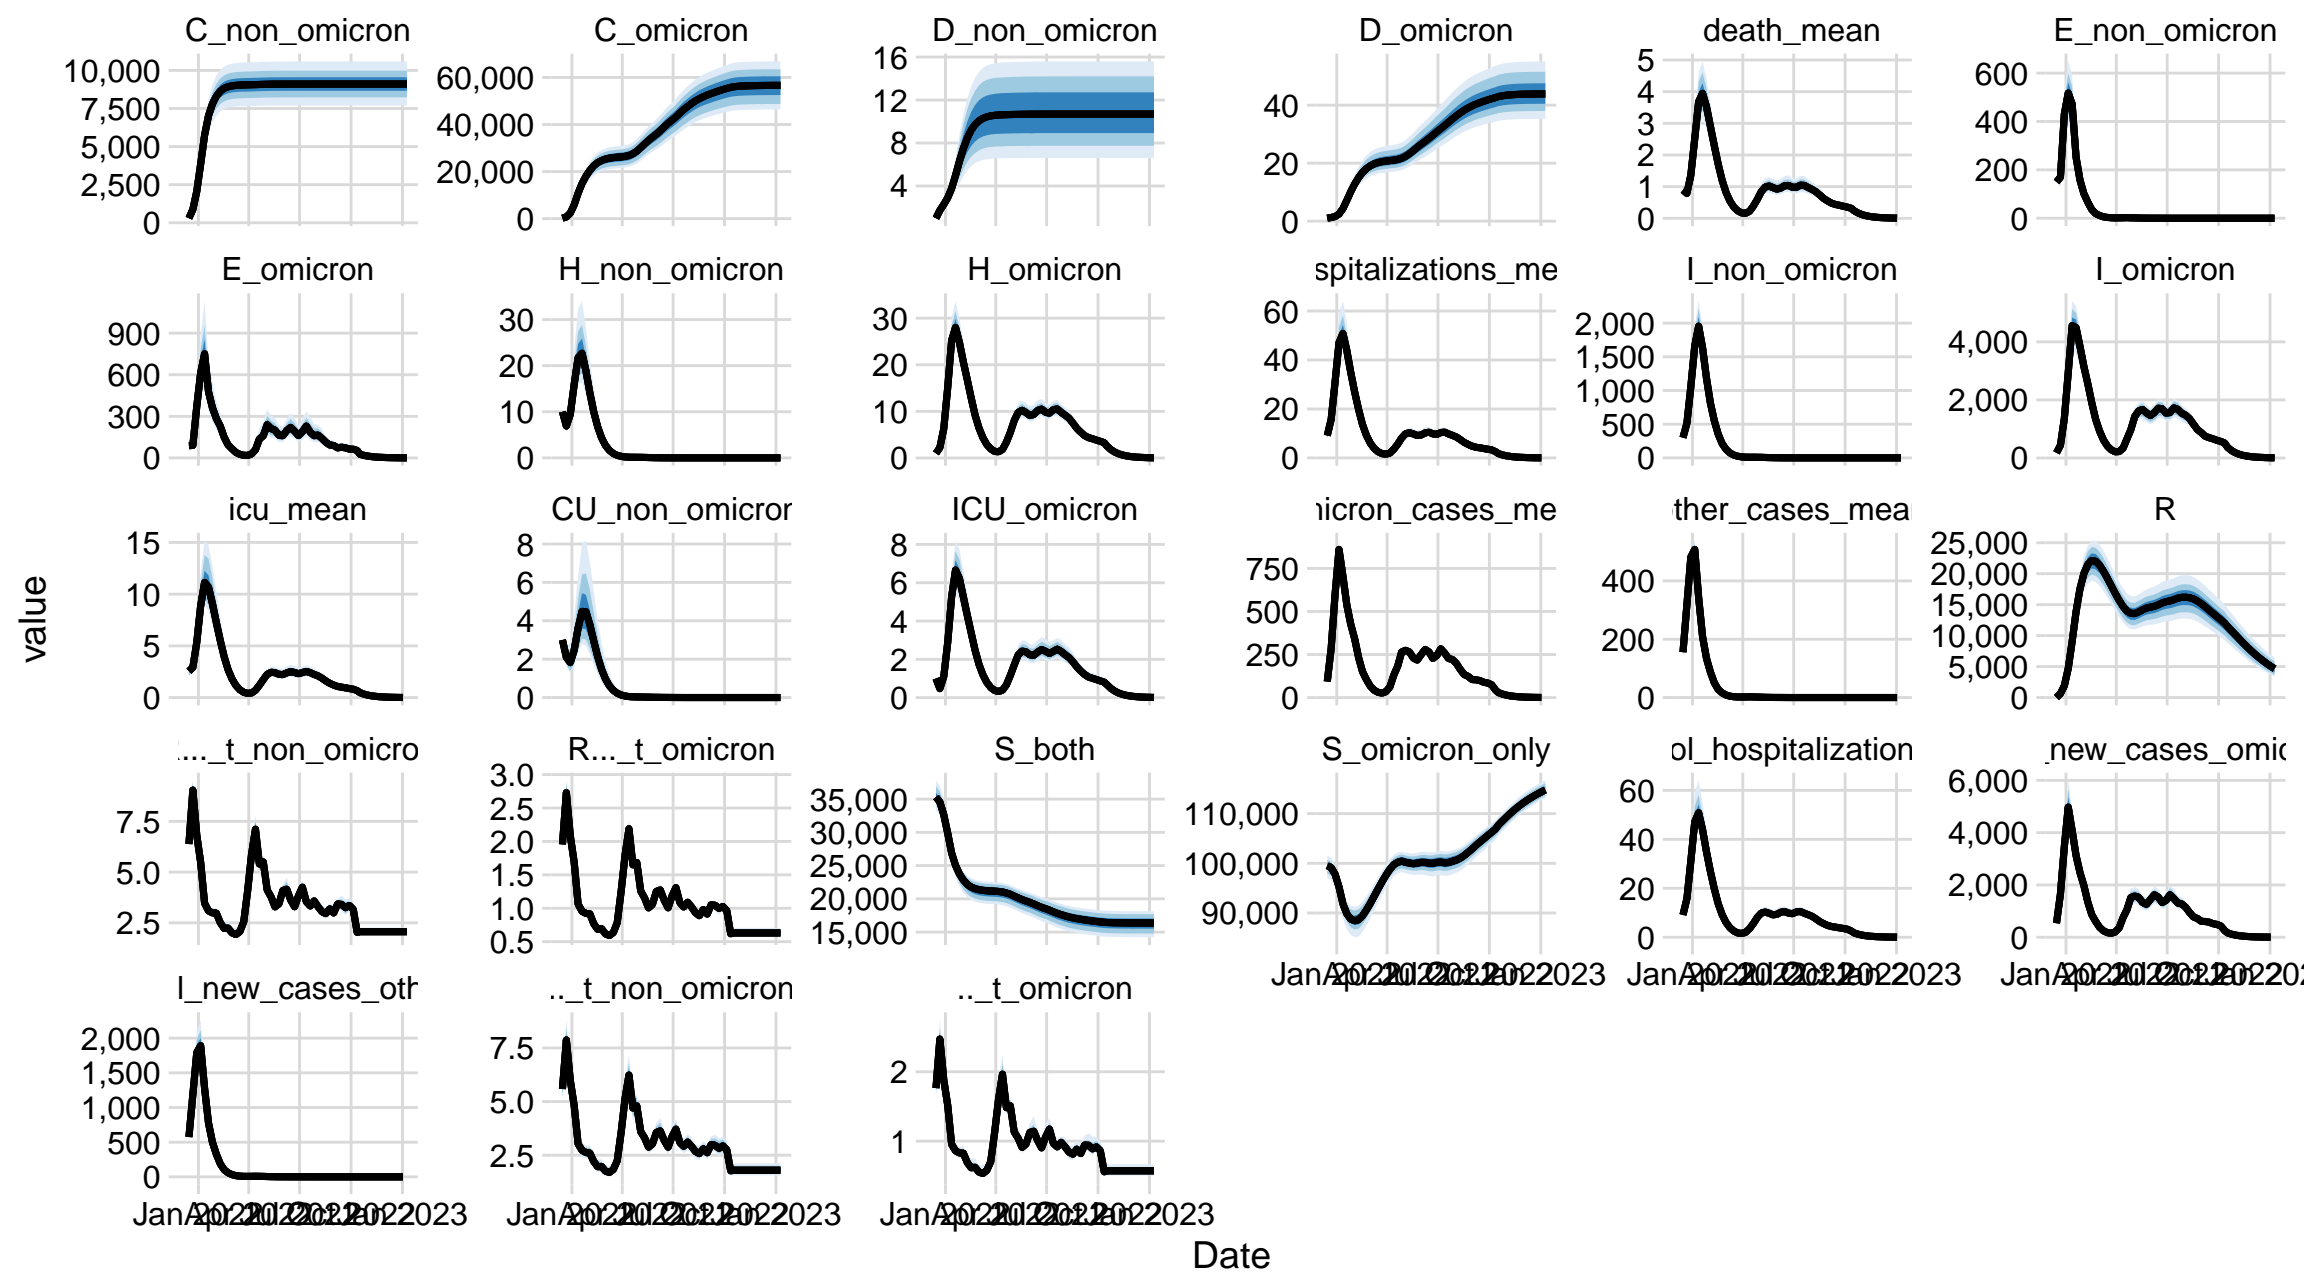 C_non_omicron C_omicron D_non_omicron D_omicron death_mean E_non_omicron
10,000 7,500 5,000 2,500 0
60,000 40,000 20,000 0
16 12 8 4
40 20 0
5 4 3 2 1 0
600 400 200 0
E_omicron H_non_omicron H_omicron spitalizations_me I_non_omicron I_omicron
900 600 300 0
30 20 10 0
30 20 10 0
60 40 20 0
2,000 1,500 1,000 500 0
4,000 2,000 0
icu_mean CU_non_omicror ICU_omicron nicron_cases_me ther_cases_mea R
15 10 5 0
8 6 4 2 0
8 6 4 2 0
750 500 250 0
400 200 0
25,000 20,000 15,000 10,000 5,000 0
value
..._t_non_omicro R..._t_omicron S_both S_omicron_only ol_hospitalization _new_cases_omic
7.5 5.0 2.5
3.0 2.5 2.0 1.5 1.0 0.5
35,000 30,000 25,000 20,000 15,000
110,000 100,000 90,000
60 40 20 0
6,000 4,000 2,000 0
l_new_cases_oth .._t_non_omicron .._t_omicron
2,000 1,500 1,000 500 0
7.5 5.0 2.5
2 1
Date